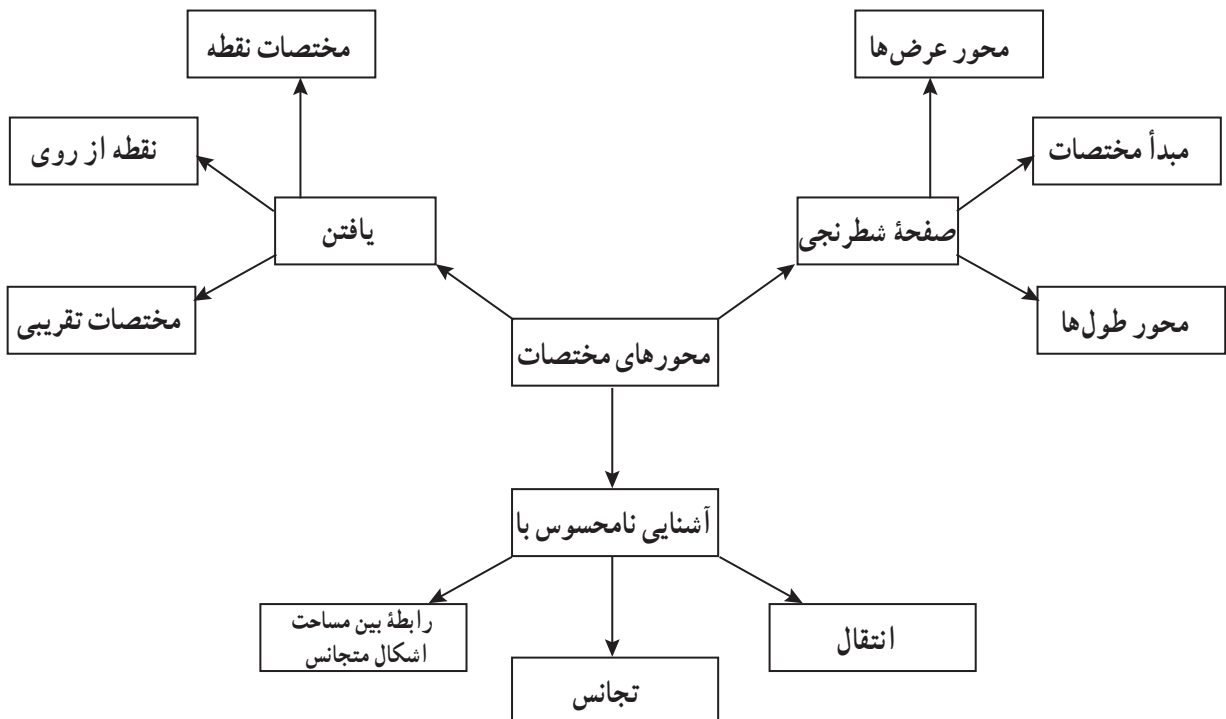 محور عرض‌ها
مختصات نقطه
مبدأ مختصات
نقطه از روی
صفحهٔ شطرنجی
یافتن
محور طول‌ها
مختصات تقریبی
محورهای مختصات
آشنایی نامحسوس با
انتقال
رابطهٔ بین مساحت
اشکال متجانس
تجانس